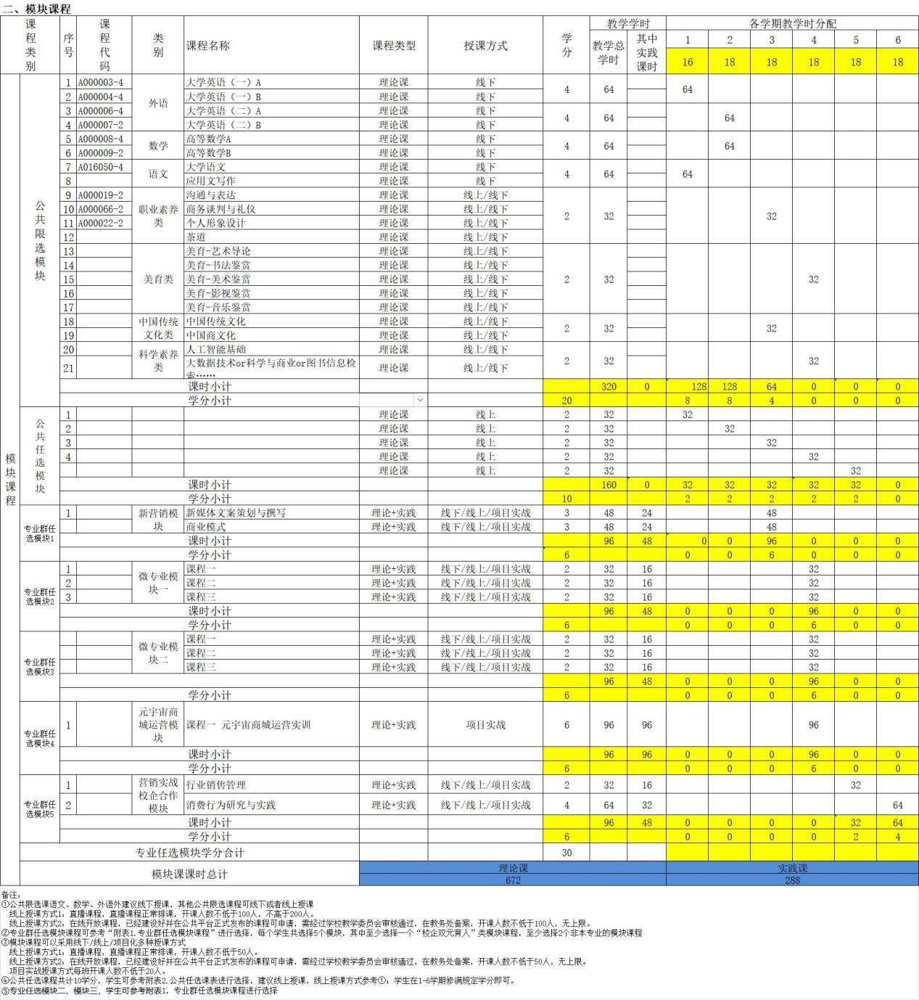 二、模块课程
课程类别 序号 课程代码 类别 课程名称 课程类型 授课方式 学分 教学学时 各学期教学时分配
教学总学时 其中实践课时 1 2 3 4 5 6
16 18 18 18 18 18
模块课程
公共限选模块
1 A000003-4 外语 大学英语（一）A 理论课 线下 4 64 64
2 A000004-4 大学英语（一）B 理论课 线下
3 A000006-4 大学英语（二）A 理论课 线下 4 64 64
4 A000007-2 大学英语（二）B 理论课 线下
5 A000008-4 数学 高等数学A 理论课 线下 4 64 64
6 A000009-2 高等数学B 理论课 线下
7 A016050-4 语文 大学语文 理论课 线下 4 64 64
8 应用文写作 理论课 线下
9 A000019-2 职业素养类 沟通与表达 理论课 线上/线下 2 32 32
10 A000066-2 商务谈判与礼仪 理论课 线上/线下
11 A000022-2 个人形象设计 理论课 线上/线下
12 茶道 理论课 线上/线下
13 美育类 美育-艺术导论 理论课 线上/线下 2 32 32
14 美育-书法鉴赏 理论课 线上/线下
15 美育-美术鉴赏 理论课 线上/线下
16 美育-影视鉴赏 理论课 线上/线下
17 美育-音乐鉴赏 理论课 线上/线下
18 中国传统文化类 中国传统文化 理论课 线上/线下 2 32 32
19 中国商文化 理论课 线上/线下
20 科学素养类 人工智能基础 理论课 线上/线下 2 32 32
21 大数据技术or科学与商业or图书信息检索…… 理论课 线上/线下
课时小计 320 0 128 128 64 0 0 0
学分小计 20 8 8 4 0 0 0
公共任选模块
1 理论课 线上 2 32 32
2 理论课 线上 2 32 32
3 理论课 线上 2 32 32
4 理论课 线上 2 32 32
理论课 线上 2 32 32
课时小计 160 0 32 32 32 32 32 0
学分小计 10 2 2 2 2 2 0
专业群任选模块1
1 新营销模块 新媒体文案策划与撰写 理论+实践 线下/线上/项目实战 3 48 24 48
商业模式 理论+实践 线下/线上/项目实战 3 48 24 48
课时小计 96 48 0 0 96 0 0 0
学分小计 6 0 0 6 0 0 0
专业群任选模块2
1 微专业模块一 课程一 理论+实践 线下/线上/项目实战 2 32 16 32
2 课程二 理论+实践 线下/线上/项目实战 2 32 16 32
3 课程三 理论+实践 线下/线上/项目实战 2 32 16 32
课时小计 96 48 0 0 0 96 0 0
学分小计 6 0 0 0 6 0 0
专业群任选模块3
微专业模块二 课程一 理论+实践 线下/线上/项目实战 2 32 16 32
课程二 理论+实践 线下/线上/项目实战 2 32 16 32
课程三 理论+实践 线下/线上/项目实战 2 32 16 32
96 48 0 0 0 96 0 0
学分小计 6 0 0 0 6 0 0
专业群任选模块4
1 元宇宙商城运营模块 课程一 元宇宙商城运营实训 理论+实践 项目实战 6 96 96 96
课时小计 96 96 0 0 0 96 0 0
学分小计 6 0 0 0 6 0 0
专业群任选模块5
1 营销实战校企合作模块 行业销售管理 理论+实践 线下/线上/项目实战 2 32 16 32
2 消费行为研究与实践 理论+实践 线下/线上/项目实战 4 64 32 64
课时小计 96 48 0 0 0 0 32 64
学分小计 6 0 0 0 0 2 4
专业任选模块学分合计 30
模块课课时总计 理论课 实践课
672 288
备注：
①公共限选课语文、数学、外语外建议线下授课，其他公共限选课程可线下或者线上授课
线上授课方式1：直播课程，直播课程正常排课，开课人数不低于100人，不高于200人。
线上授课方式2：在线开放课程，已经建设好并在公共平台正式发布的课程可申请，需经过学校教学委员会审核通过，在教务处备案，开课人数不低于100人，无上限。
②专业群任选模块课程可参考“附表1.专业群任选模块课程”进行选择，每个学生共选择5个模块，其中至少选择一个“校企双元育人”类模块课程，至少选择2个非本专业的模块课程
③模块课程可以采用线下/线上/项目化多种授课方式
线上授课方式1：直播课程，直播课程正常排课，开课人数不低于50人。
线上授课方式2：在线开放课程，已经建设好并在公共平台正式发布的课程可申请，需经过学校教学委员会审核通过，在教务处备案，开课人数不低于50人，无上限。
项目实战授课方式每班开课人数不低于20人。
④公共任选课程共计10学分，学生可参考附表2.公共任选课表进行选择，建议线上授课，线上授课方式参考①；学生在1-6学期修满规定学分即可。
⑤专业任选模块二、模块三，学生可参考附表1，专业群任选模块课程进行选择